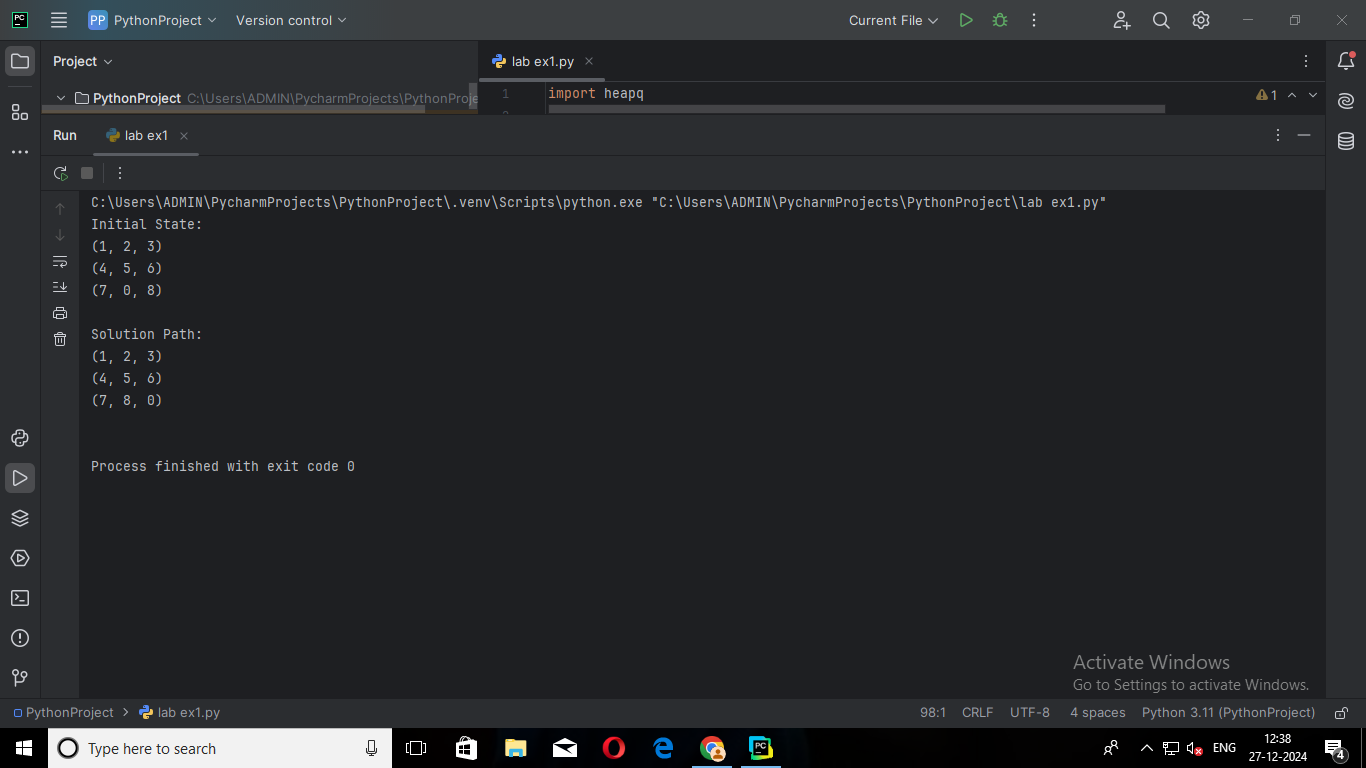 PC
PP PythonProject
Version control
Current File
Project
lab ex1.py
PythonProject C:\Users\ADMIN\PycharmProjects\PythonProje
1 import heapq
1
2
Run lab ex1
C:\Users\ADMIN\PycharmProjects\PythonProject\.venv\Scripts\python.exe "C:\Users\ADMIN\PycharmProjects\PythonProject\lab ex1.py"
Initial State:
(1, 2, 3)
(4, 5, 6)
(7, 0, 8)
Solution Path:
(1, 2, 3)
(4, 5, 6)
(7, 8, 0)
Process finished with exit code 0
Activate Windows
Go to Settings to activate Windows.
PythonProject > lab ex1.py
98:1 CRLF UTF-8 4 spaces Python 3.11 (PythonProject)
Type here to search
PC
ENG
12:38
27-12-2024
4